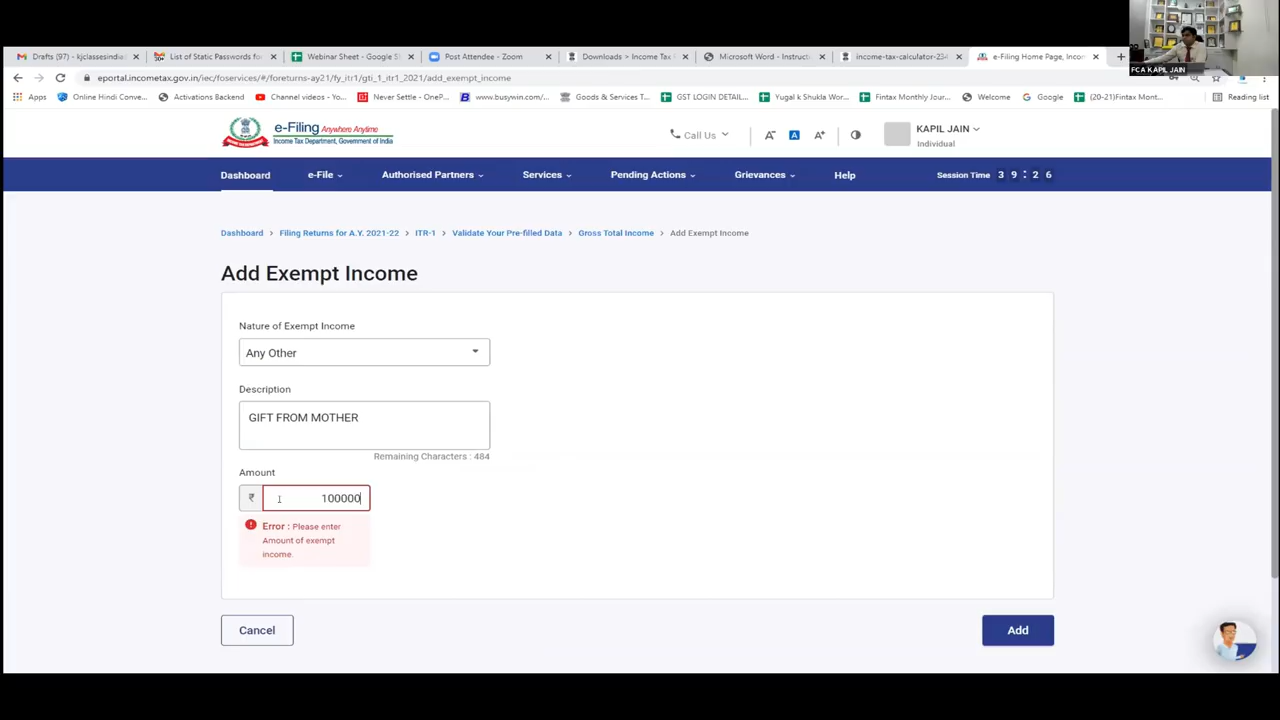 Drafts (97) - kjclassesindia
List of Static Passwords for
Webinar Sheet - Google S
Post Attendee - Zoom
Downloads > Income Tax
Microsoft Word - Instructi
income-tax-calculator-234
e-Filing Home Page, Incom
FCA KAPIL JAIN
eportal.incometax.gov.in/iec/foservices/#/foreturns-ay21/fy_itr1/gti_1_itr1_2021/add_exempt_income
Apps
Online Hindi Conve...
Activations Backend
Channel videos - Yo...
Never Settle - OneP...
www.busywin.com/...
Goods & Services T...
GST LOGIN DETAIL...
Yugal k Shukla Wor...
Fintax Monthly Jour...
Welcome
Google
(20-21)Fintax Mont...
Reading list
e-Filing Anywhere Anytime
Income Tax Department, Government of India
Call Us
A-
A
A+
KAPIL JAIN
Individual
Dashboard
e-File
Authorised Partners
Services
Pending Actions
Grievances
Help
Session Time 3 9 : 2 6
Dashboard > Filing Returns for A.Y. 2021-22 > ITR-1 > Validate Your Pre-filled Data > Gross Total Income > Add Exempt Income
Add Exempt Income
Nature of Exempt Income
Any Other
Description
GIFT FROM MOTHER
Remaining Characters : 484
Amount
₹ 100000
Error : Please enter
Amount of exempt
income.
Cancel
Add